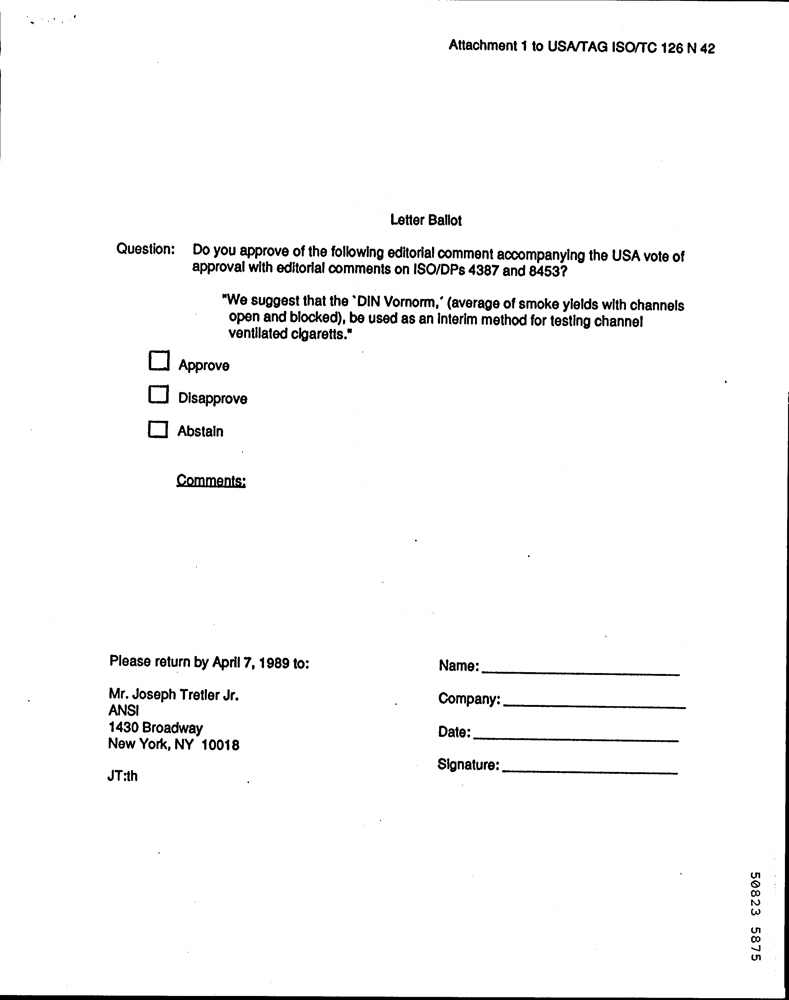 Attachment 1 to USA/TAG ISO/TC 126 N 42
Letter Ballot
Question: Do you approve of the following editorial comment accompanying the USA vote of
approval with editorial comments on ISO/DPs 4387 and 8453?
"We suggest that the `DIN Vornorm,´ (average of smoke yields with channels
open and blocked), be used as an interim method for testing channel
ventilated cigaretts."
Approve
Disapprove
Abstain
Comments:
Please return by April 7, 1989 to:
Mr. Joseph Tretler Jr.
ANSI
1430 Broadway
New York, NY 10018
JT:th
Name:
Company:
Date:
Signature:
50823 5875